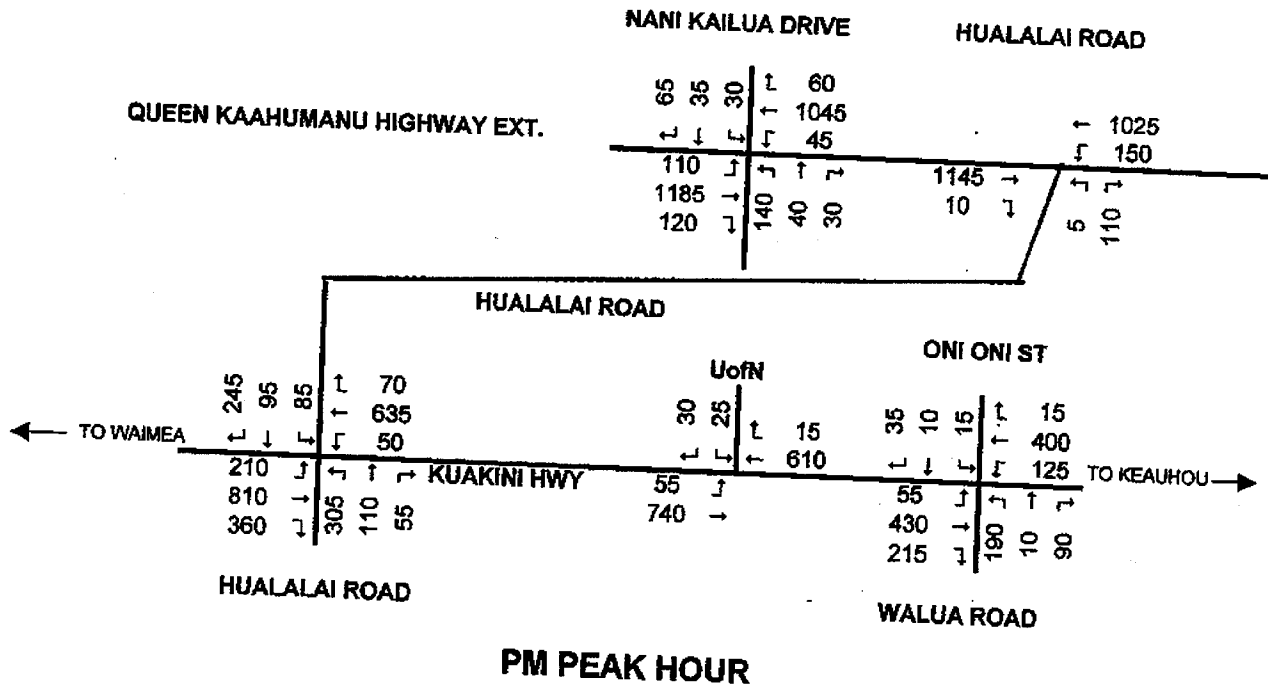 NANI KAILUA DRIVE
HUALALAI ROAD
QUEEN KAAHUMANU HIGHWAY EXT.
65 35 30
60
1045
45
110
1185
120
140 40 30
1025
150
1145
10
5 110
HUALALAI ROAD
ONI ONI ST
UofN
245 95 85
70
635
50
TO WAIMEA
210
810
360
305 110 55
KUAKINI HWY
30 25
15
610
55
740
35 10 15
15
400
125
TO KEAUHOU
55
430
215
190 10 90
HUALALAI ROAD
WALUA ROAD
PM PEAK HOUR